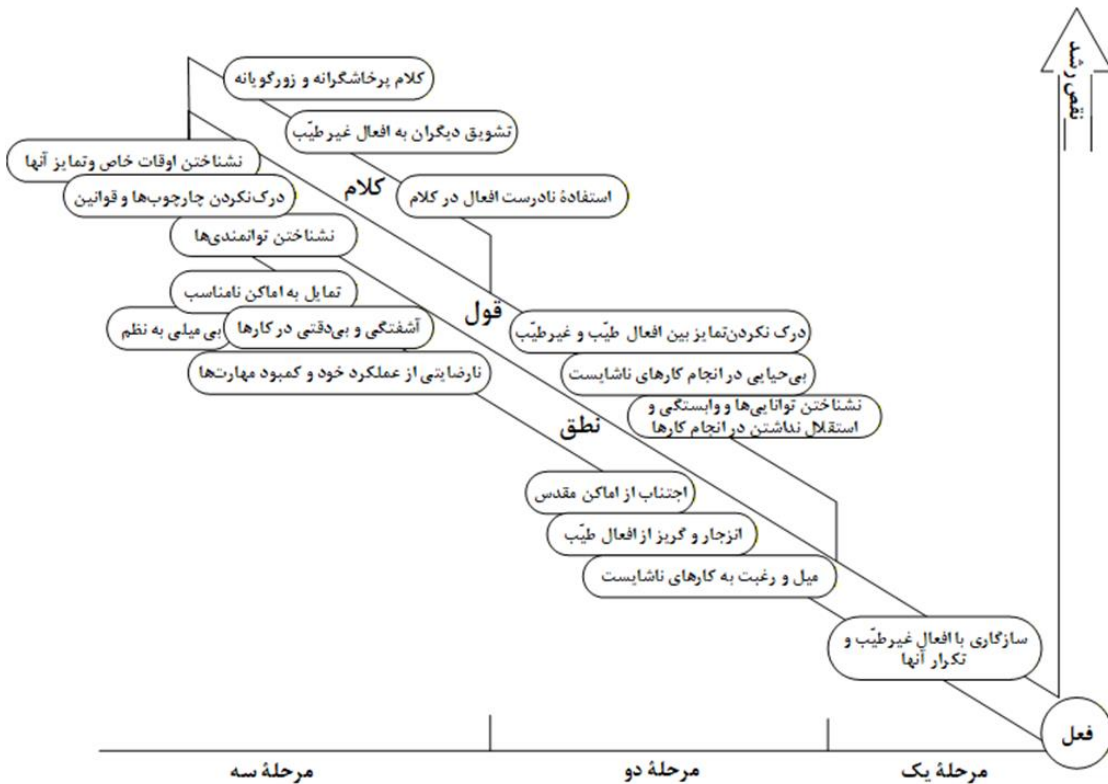 نقص رشد
کلام پرخاشگرانه و زورگویانه
تشویق دیگران به افعال غیرطیّب
نشناختن اوقات خاص وتمایز آنها
کلام
درک‌نکردن چارچوب‌ها و قوانین
استفادهٔ نادرست افعال در کلام
نشناختن توانمندی‌ها
تمایل به اماکن نامناسب
قول
درک نکردن‌تمایز بین افعال طیّب و غیرطیّب
آشفتگی و بی‌دقتی در کارها
بی میلی به نظم
نارضایتی از عملکرد خود و کمبود مهارت‌ها
بی‌حیایی در انجام کارهای ناشایست
نشناختن توانایی‌ها و وابستگی و
استقلال نداشتن در انجام کارها
نطق
اجتناب از اماکن مقدس
انزجار و گریز از افعال طیّب
میل و رغبت به کارهای ناشایست
سازگاری با افعال غیرطیّب و
تکرار آنها
فعل
مرحلهٔ یک
مرحلهٔ دو
مرحلهٔ سه